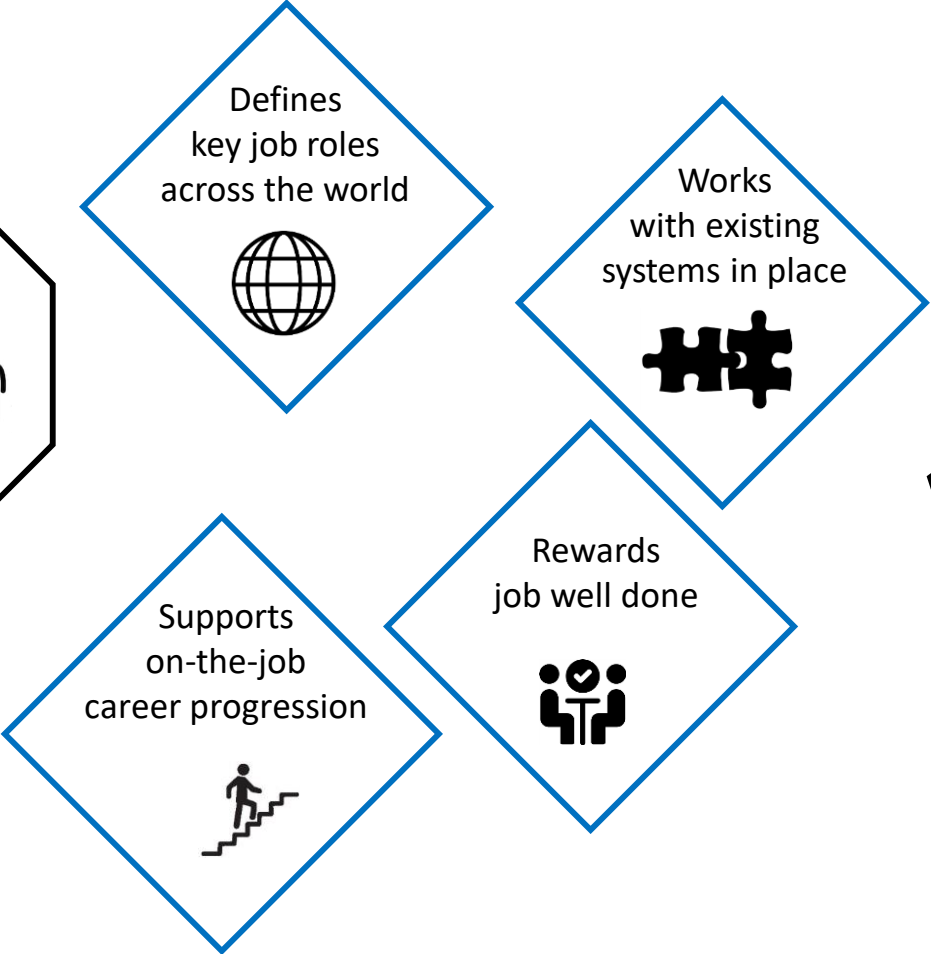 Defines
key job roles
across the world
Works
with existing
systems in place
Rewards
job well done
Supports
on-the-job
career progression